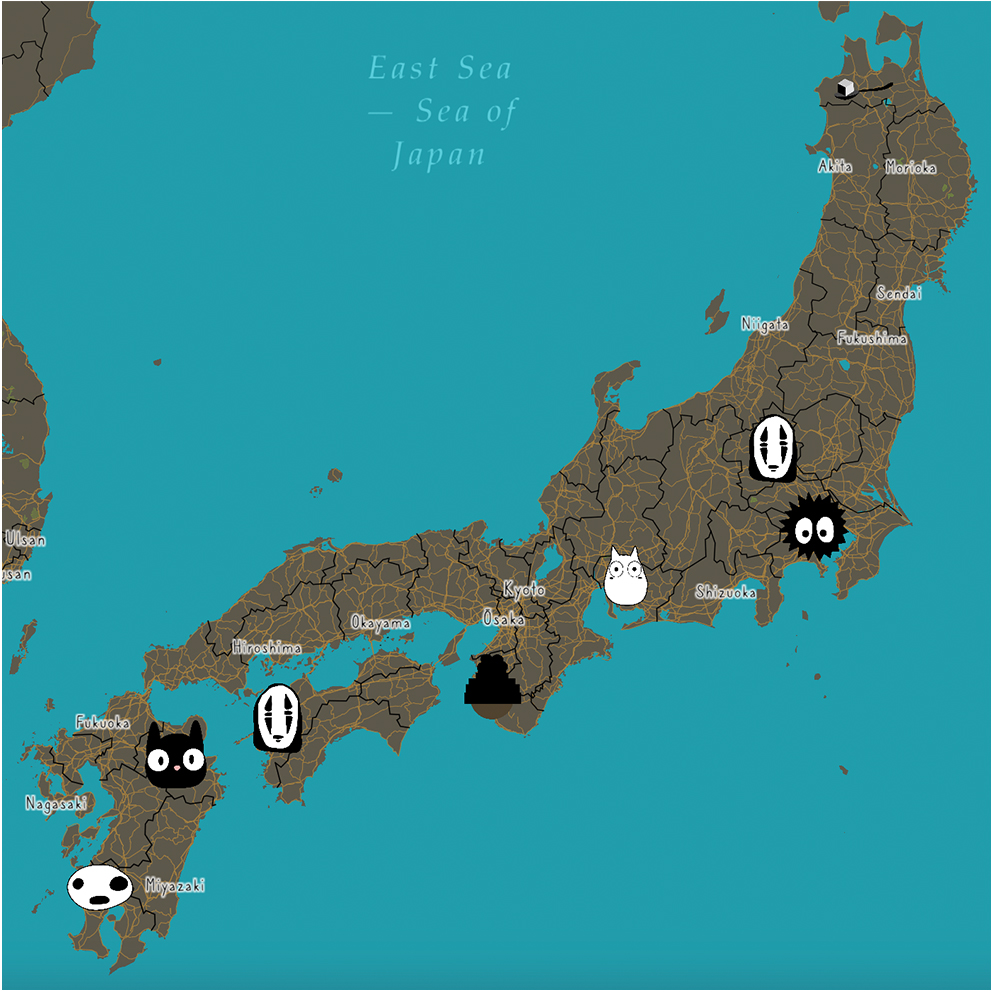 East Sea
— Sea of
Japan
Akita
Morioka
Sendai
Niigata
Fukushima
Ulsan
usan
Kyoto
Shizuoka
Ōsaka
Okayama
Hiroshima
Fukuoka
Nagasaki
Miyazaki